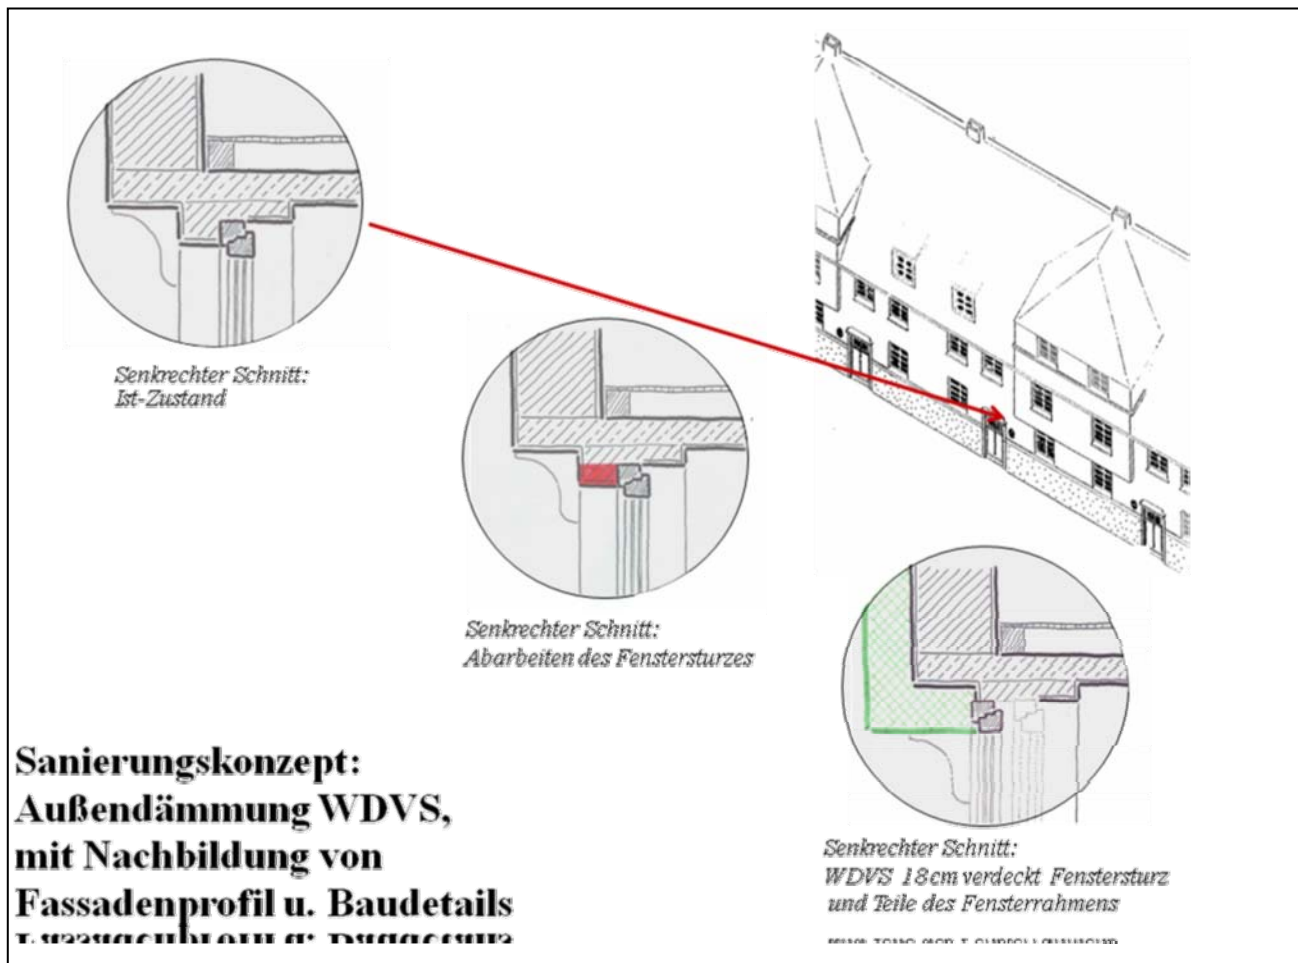 Senkrechter Schnitt:
Ist-Zustand
Senkrechter Schnitt:
Abarbeiten des Fenstersturzes
Senkrechter Schnitt:
WDVS 18cm verdeckt Fenstersturz
und Teile des Fensterrahmens
Sanierungskonzept:
Außendämmung WDVS,
mit Nachbildung von
Fassadenprofil u. Baudetails